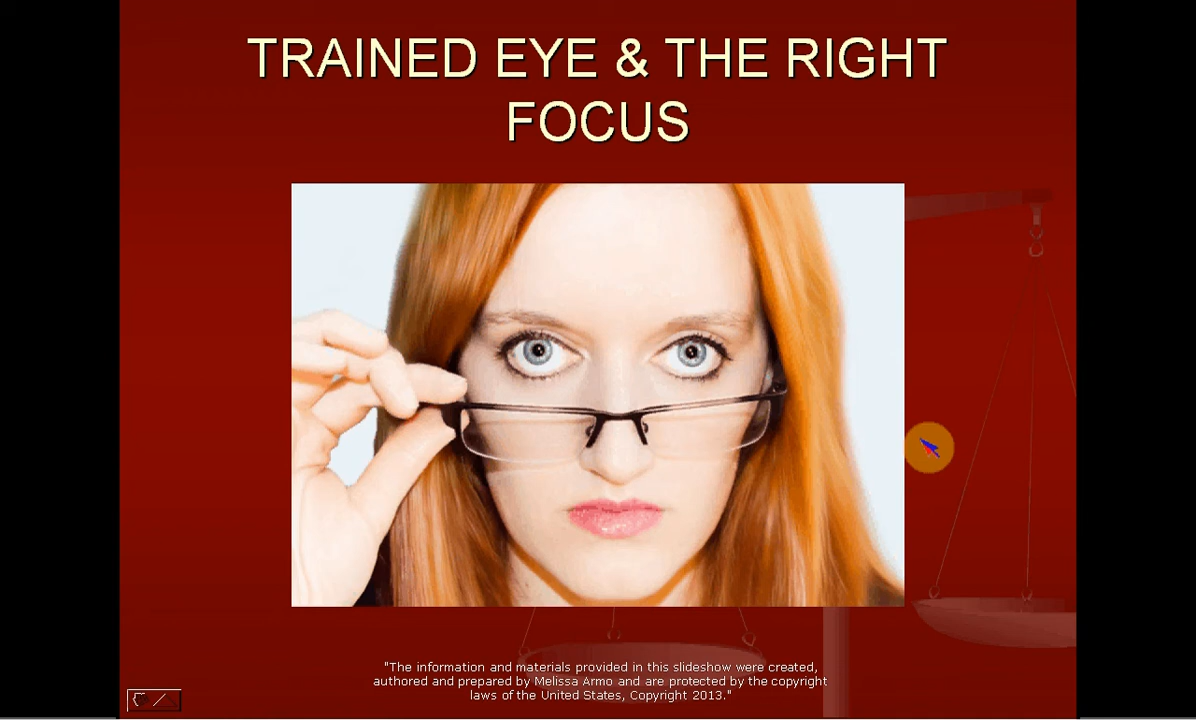 TRAINED EYE & THE RIGHT
FOCUS
"The information and materials provided in this slideshow were created,
authored and prepared by Melissa Armo and are protected by the copyright
laws of the United States, Copyright 2013."